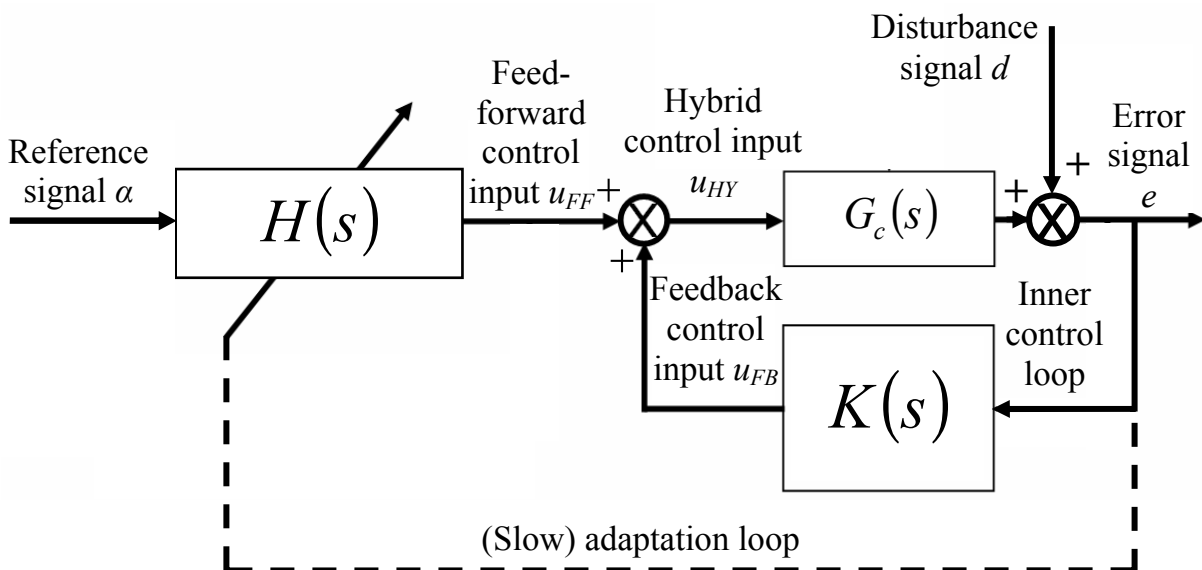 Reference
signal α
H(s)
Feed-
forward
control
input u_FF
+
+
Hybrid
control input
u_HY
G_c(s)
+
Disturbance
signal d
+
Error
signal
e
Feedback
control
input u_FB
K(s)
Inner
control
loop
(Slow) adaptation loop